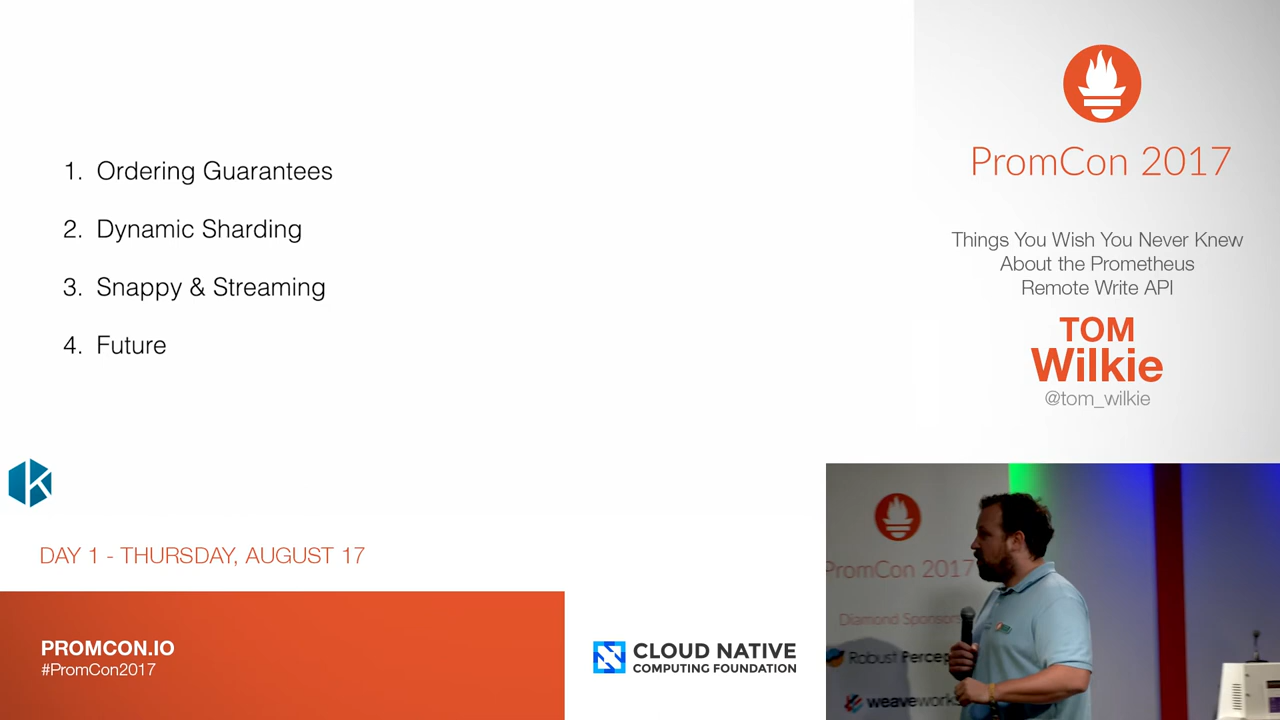 1. Ordering Guarantees
2. Dynamic Sharding
3. Snappy & Streaming
4. Future
DAY 1 - THURSDAY, AUGUST 17
PROMCON.IO
#PromCon2017
CLOUD NATIVE
COMPUTING FOUNDATION
PromCon 2017
Things You Wish You Never Knew
About the Prometheus
Remote Write API
TOM
Wilkie
@tom_wilkie
PromCon 2017
Diamond Sponsors
Robust
weaveworks